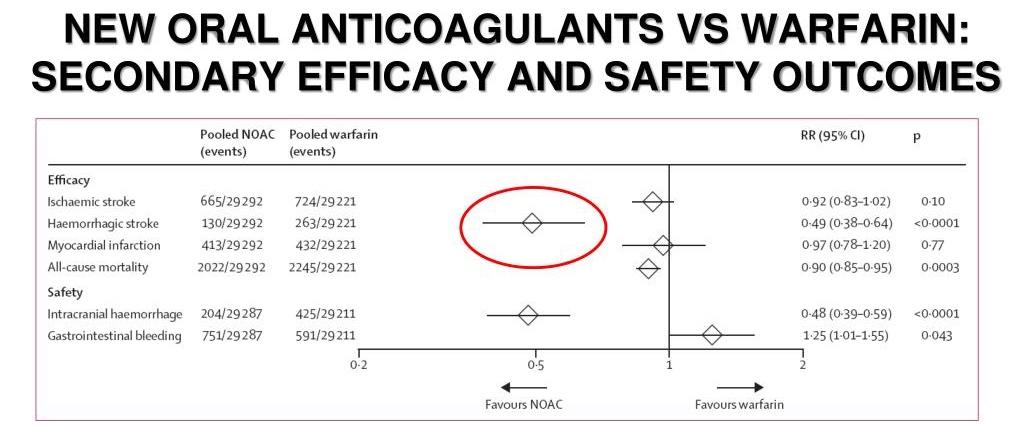 NEW ORAL ANTICOAGULANTS VS WARFARIN:
SECONDARY EFFICACY AND SAFETY OUTCOMES
Pooled NOAC Pooled warfarin RR (95% CI) p
(events) (events)
Efficacy
Ischaemic stroke 665/29292 724/29221 0·92 (0·83–1·02) 0·10
Haemorrhagic stroke 130/29292 263/29221 0·49 (0·38–0·64) <0·0001
Myocardial infarction 413/29292 432/29221 0·97 (0·78–1·20) 0·77
All-cause mortality 2022/29292 2245/29221 0·90 (0·85–0·95) 0·0003
Safety
Intracranial haemorrhage 204/29287 425/29211 0·48 (0·39–0·59) <0·0001
Gastrointestinal bleeding 751/29287 591/29211 1·25 (1·01–1·55) 0·043
0·2 0·5 1 2
Favours NOAC Favours warfarin